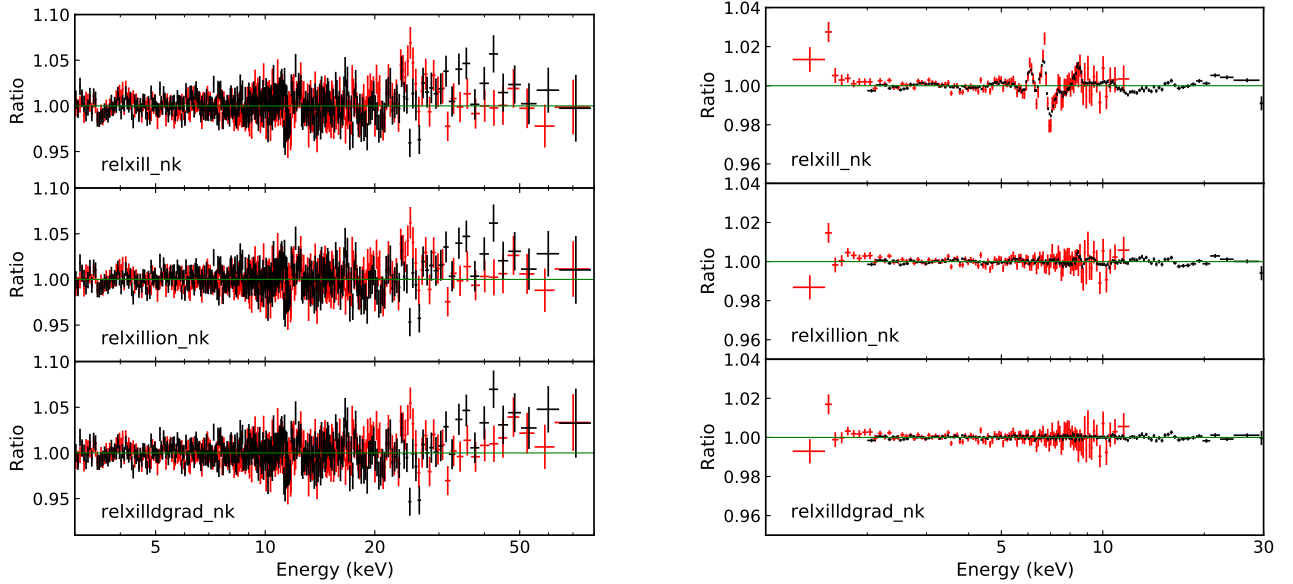 1.10
1.05
1.00
0.95
Ratio
relxill_nk
1.10
1.05
1.00
0.95
Ratio
relxillion_nk
1.10
1.05
1.00
0.95
Ratio
relxilldgrad_nk
5 10 20 50
Energy (keV)
1.04
1.02
1.00
0.98
0.96
Ratio
relxill_nk
1.04
1.02
1.00
0.98
0.96
Ratio
relxillion_nk
1.04
1.02
1.00
0.98
0.96
Ratio
relxilldgrad_nk
5 10 30
Energy (keV)